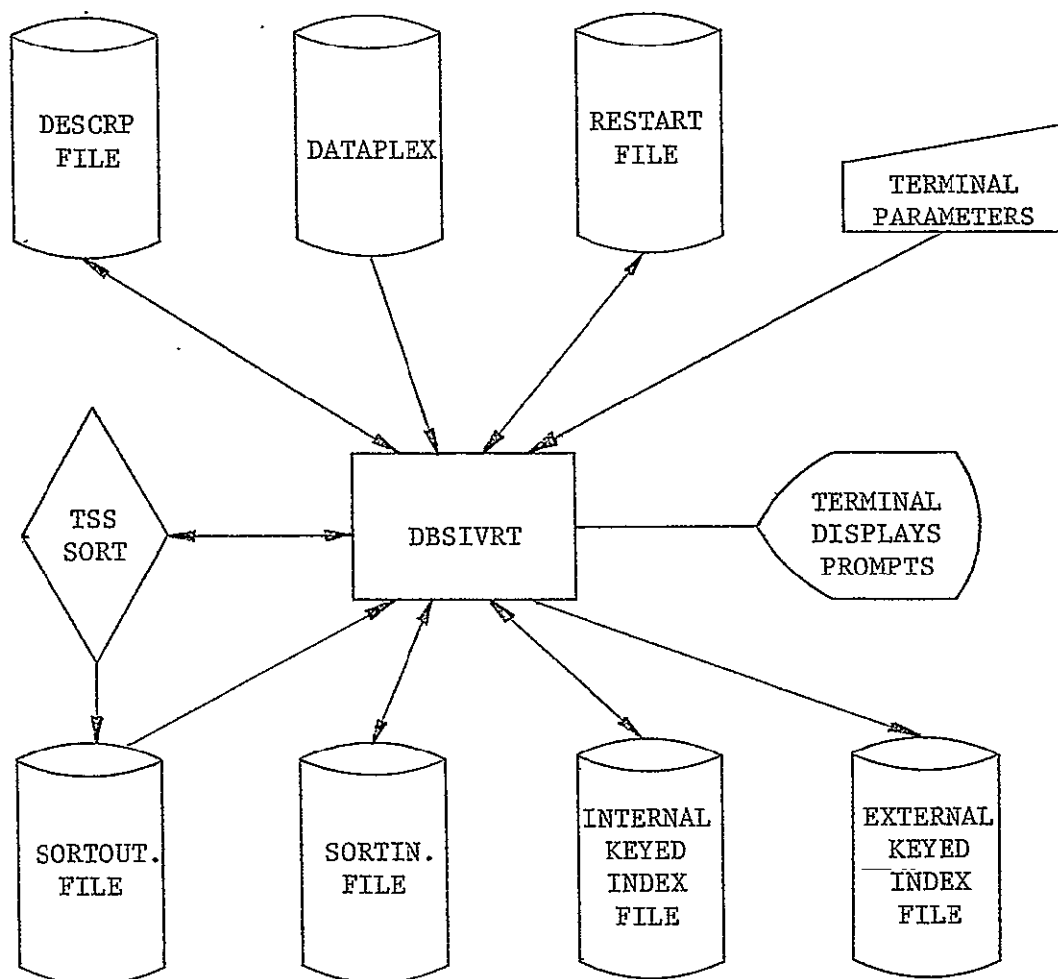 DESCRP
FILE
DATAPLEX
RESTART
FILE
TERMINAL
PARAMETERS
TSS
SORT
DBSIVRT
TERMINAL
DISPLAYS
PROMPTS
SORTOUT.
FILE
SORTIN.
FILE
INTERNAL
KEYED
INDEX
FILE
EXTERNAL
KEYED
INDEX
FILE